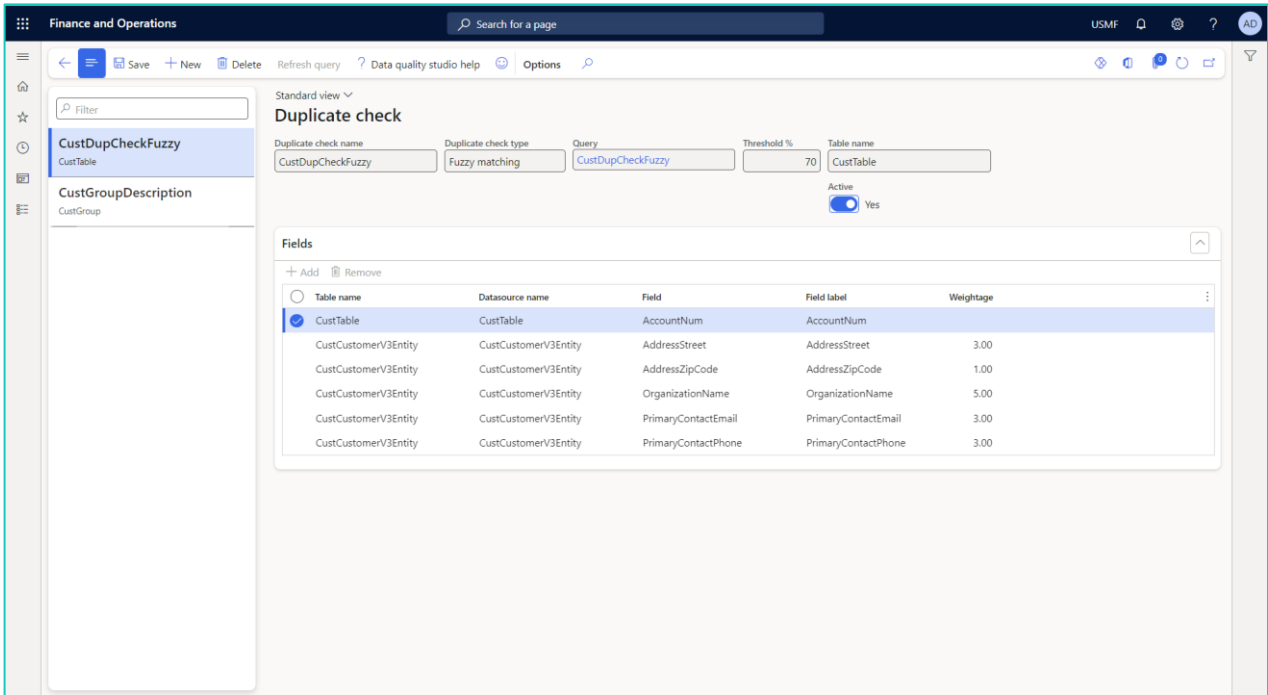 Finance and Operations
Search for a page
USMF
AD
Save
New
Delete
Refresh query
Data quality studio help
Options
0
Filter
CustDupCheckFuzzy
CustTable
CustGroupDescription
CustGroup
Standard view
Duplicate check
Duplicate check name Duplicate check type Query Threshold % Table name
CustDupCheckFuzzy Fuzzy matching CustDupCheckFuzzy 70 CustTable
Active
Yes
Fields
Add Remove
Table name Datasource name Field Field label Weightage
CustTable CustTable AccountNum AccountNum
CustCustomerV3Entity CustCustomerV3Entity AddressStreet AddressStreet 3.00
CustCustomerV3Entity CustCustomerV3Entity AddressZipCode AddressZipCode 1.00
CustCustomerV3Entity CustCustomerV3Entity OrganizationName OrganizationName 5.00
CustCustomerV3Entity CustCustomerV3Entity PrimaryContactEmail PrimaryContactEmail 3.00
CustCustomerV3Entity CustCustomerV3Entity PrimaryContactPhone PrimaryContactPhone 3.00